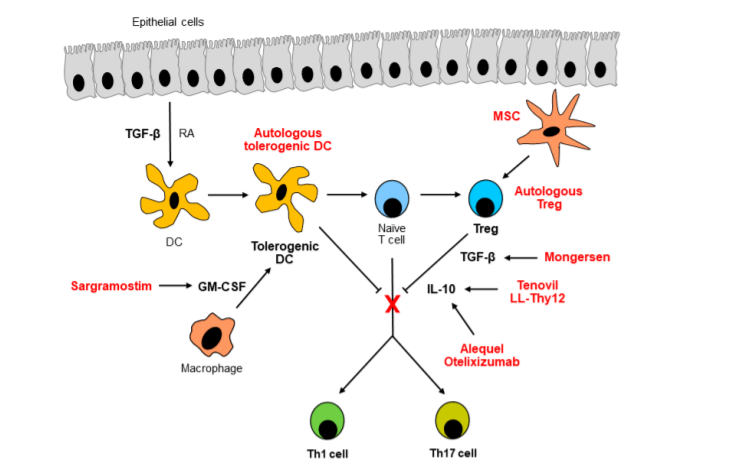 Epithelial cells
TGF-β
RA
MSC
Autologous
tolerogenic DC
Autologous
Treg
DC
Tolerogenic
DC
Naïve
T cell
Treg
TGF-β
Mongersen
Sargramostim
GM-CSF
IL-10
Tenovil
LL-Thy12
X
Macrophage
Alequel
Otelixizumab
Th1 cell
Th17 cell